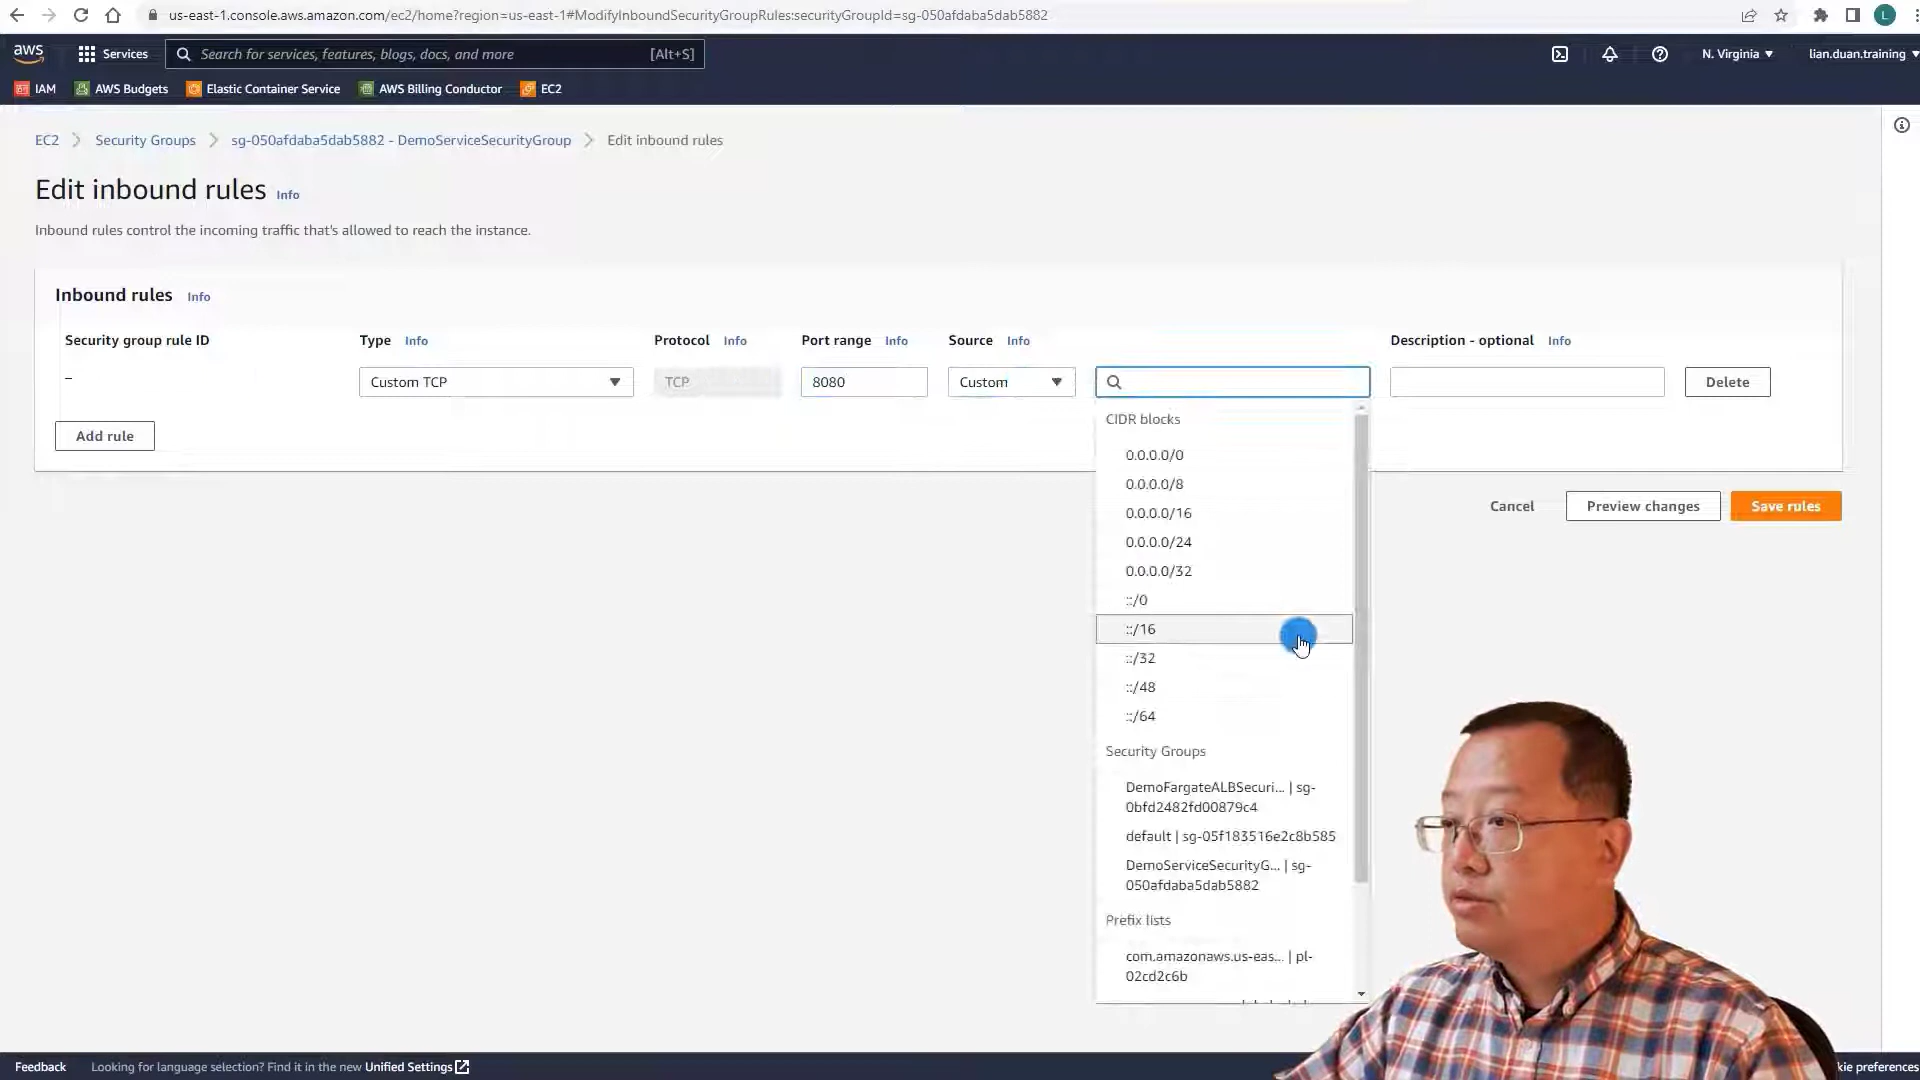 us-east-1.console.aws.amazon.com/ec2/home?region=us-east-1#ModifyInboundSecurityGroupRules:securityGroupId=sg-050afdaba5dab5882
L
aws
Services
Search for services, features, blogs, docs, and more
[Alt+S]
N. Virginia
lian.duan.training
IAM
AWS Budgets
Elastic Container Service
AWS Billing Conductor
EC2
EC2
Security Groups
sg-050afdaba5dab5882 - DemoServiceSecurityGroup
Edit inbound rules
Edit inbound rules Info
Inbound rules control the incoming traffic that's allowed to reach the instance.
Inbound rules Info
Security group rule ID
Type Info
Protocol Info
Port range Info
Source Info
Description - optional Info
–
Custom TCP
TCP
8080
Custom
Delete
Add rule
CIDR blocks
0.0.0.0/0
0.0.0.0/8
0.0.0.0/16
0.0.0.0/24
0.0.0.0/32
::/0
::/16
::/32
::/48
::/64
Security Groups
DemoFargateALBSecuri... | sg-
0bfd2482fd00879c4
default | sg-05f183516e2c8b585
DemoServiceSecurityG... | sg-
050afdaba5dab5882
Prefix lists
com.amazonaws.us-eas... | pl-
02cd2c6b
Cancel
Preview changes
Save rules
Feedback
Looking for language selection? Find it in the new Unified Settings
kie preferences